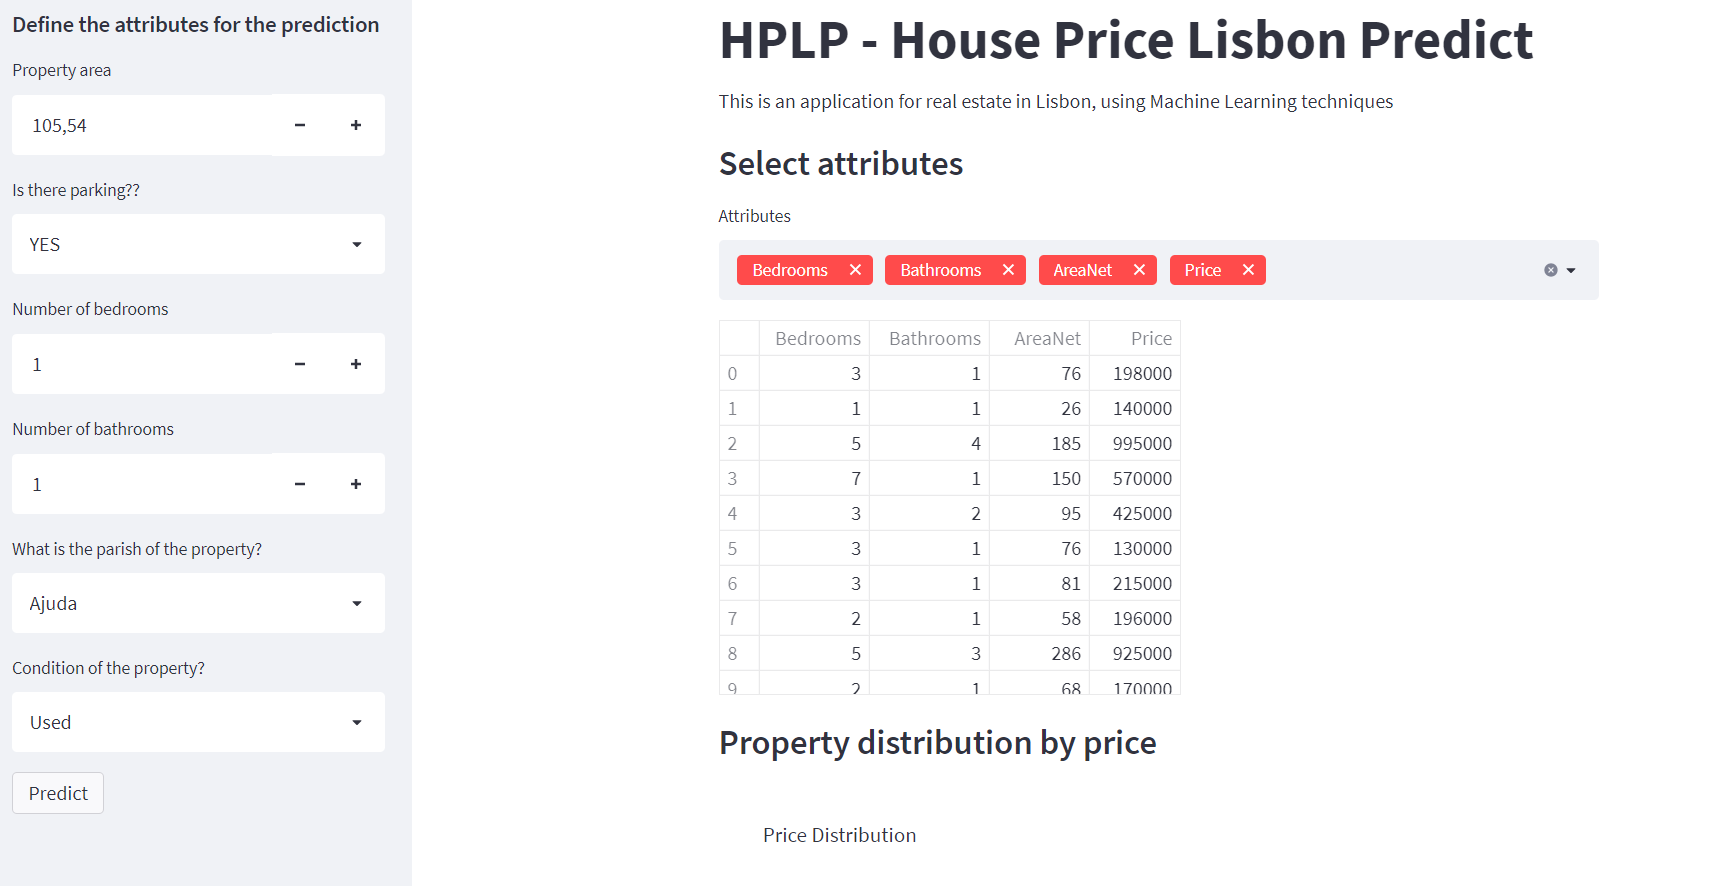 Define the attributes for the prediction
Property area
105,54
Is there parking??
YES
Number of bedrooms
1
Number of bathrooms
1
What is the parish of the property?
Ajuda
Condition of the property?
Used
Predict
HPLP - House Price Lisbon Predict
This is an application for real estate in Lisbon, using Machine Learning techniques
Select attributes
Attributes
Bedrooms Bathrooms AreaNet Price
Bedrooms Bathrooms AreaNet Price
0 3 1 76 198000
1 1 1 26 140000
2 5 4 185 995000
3 7 1 150 570000
4 3 2 95 425000
5 3 1 76 130000
6 3 1 81 215000
7 2 1 58 196000
8 5 3 286 925000
9 2 1 68 170000
Property distribution by price
Price Distribution